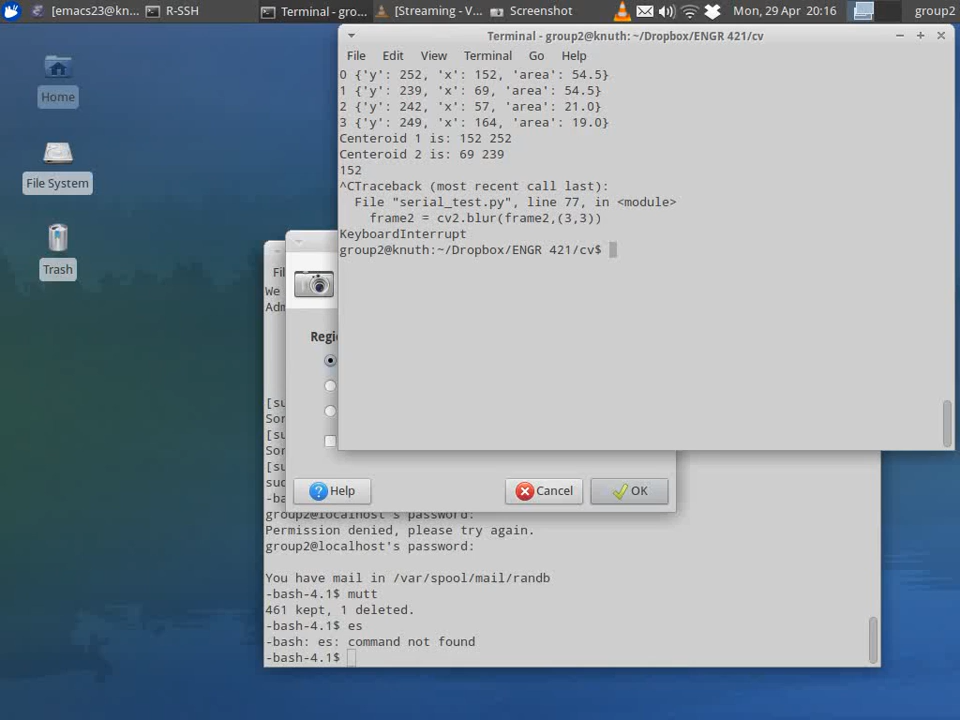 [emacs23@kn...
R-SSH
Terminal - gro...
[Streaming - V...
Screenshot
Mon, 29 Apr 20:16
group2
Home
File System
Trash
Terminal - group2@knuth: ~/Dropbox/ENGR 421/cv
File Edit View Terminal Go Help
0 {'y': 252, 'x': 152, 'area': 54.5}
1 {'y': 239, 'x': 69, 'area': 54.5}
2 {'y': 242, 'x': 57, 'area': 21.0}
3 {'y': 249, 'x': 164, 'area': 19.0}
Centeroid 1 is: 152 252
Centeroid 2 is: 69 239
152
^CTraceback (most recent call last):
File "serial_test.py", line 77, in <module>
frame2 = cv2.blur(frame2,(3,3))
KeyboardInterrupt
group2@knuth:~/Dropbox/ENGR 421/cv$
Fi
We
Adm
Regi
[su
Sor
[su
Sor
[su
sud
-ba
Help
Cancel
OK
group2@localhost's password:
Permission denied, please try again.
group2@localhost's password:
You have mail in /var/spool/mail/randb
-bash-4.1$ mutt
461 kept, 1 deleted.
-bash-4.1$ es
-bash: es: command not found
-bash-4.1$